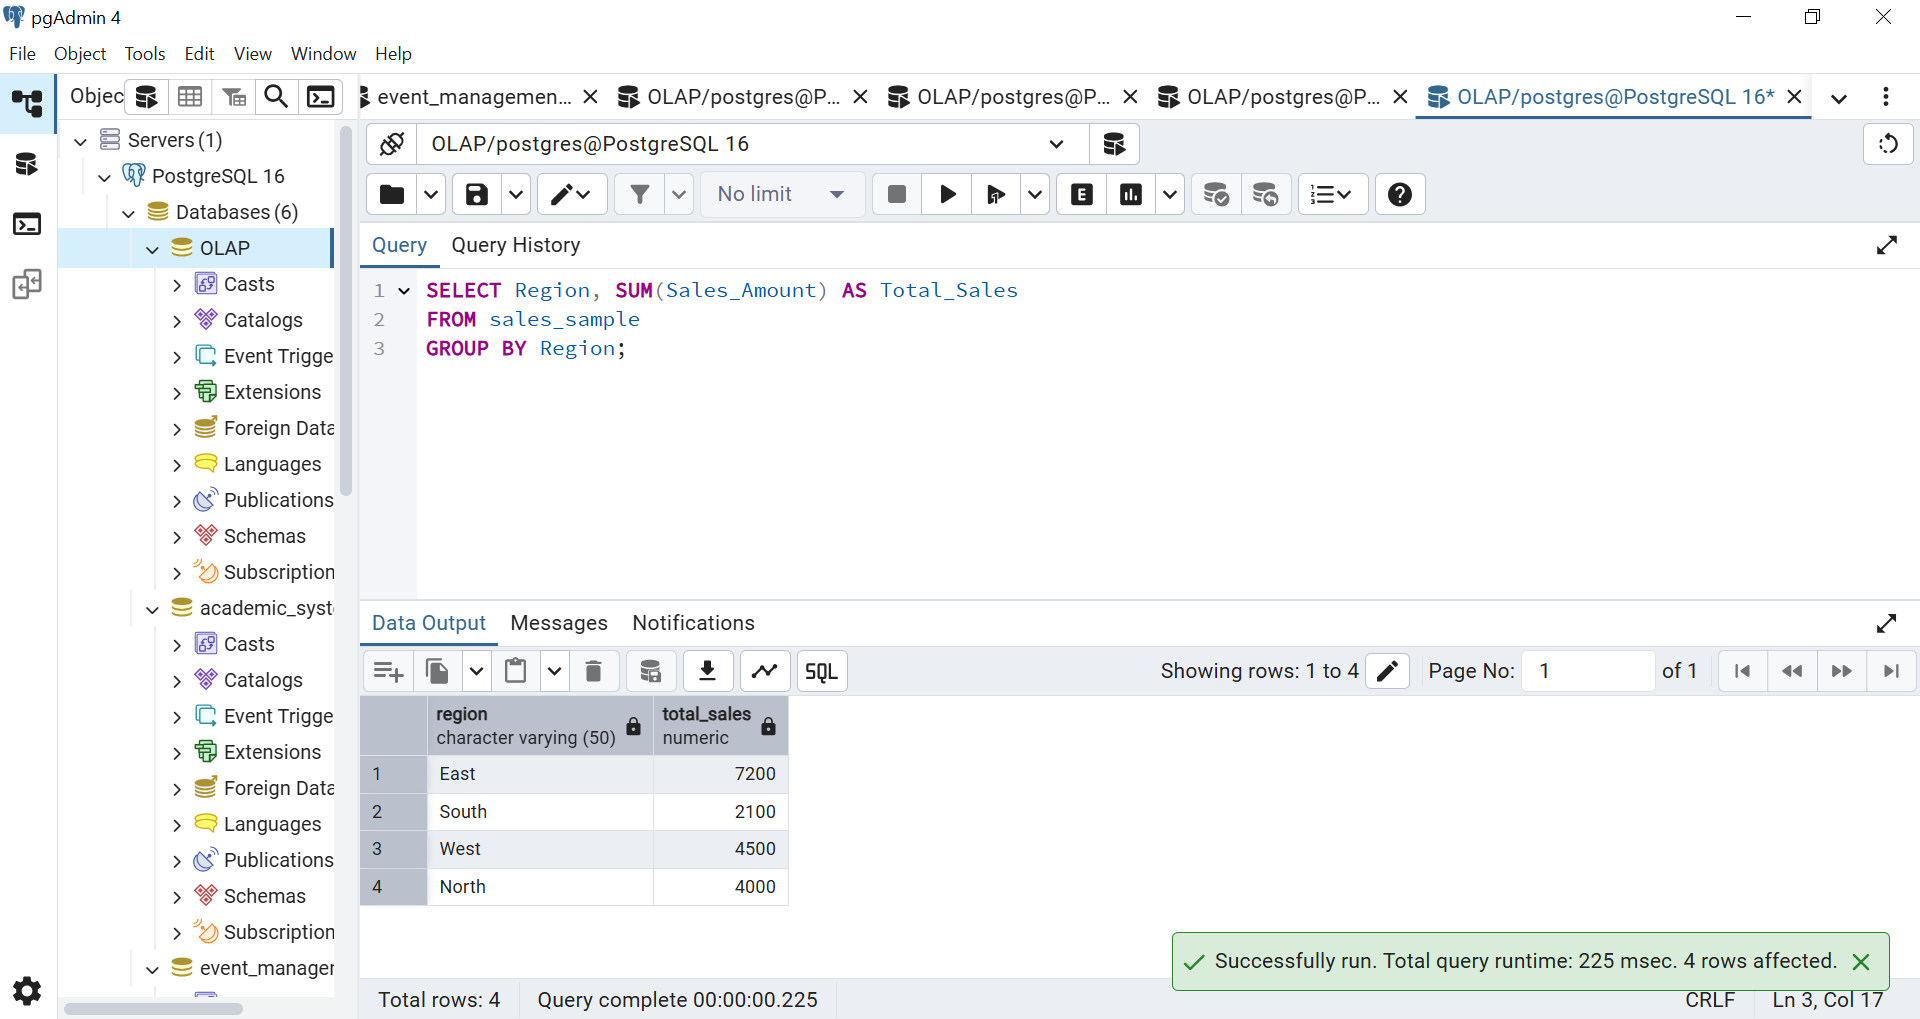 pgAdmin 4
File Object Tools Edit View Window Help
Objec
event_managemen... OLAP/postgres@P... OLAP/postgres@P... OLAP/postgres@P... OLAP/postgres@PostgreSQL 16*
Servers (1)
PostgreSQL 16
Databases (6)
OLAP
Casts
Catalogs
Event Trigge
Extensions
Foreign Data
Languages
Publications
Schemas
Subscription
academic_syst
Casts
Catalogs
Event Trigge
Extensions
Foreign Data
Languages
Publications
Schemas
Subscription
event_manager
OLAP/postgres@PostgreSQL 16
No limit
E
Query Query History
1 SELECT Region, SUM(Sales_Amount) AS Total_Sales
2 FROM sales_sample
3 GROUP BY Region;
Data Output Messages Notifications
SQL Showing rows: 1 to 4 Page No: 1 of 1
region total_sales
character varying (50) numeric
1 East 7200
2 South 2100
3 West 4500
4 North 4000
Successfully run. Total query runtime: 225 msec. 4 rows affected.
Total rows: 4 Query complete 00:00:00.225 CRLF Ln 3, Col 17